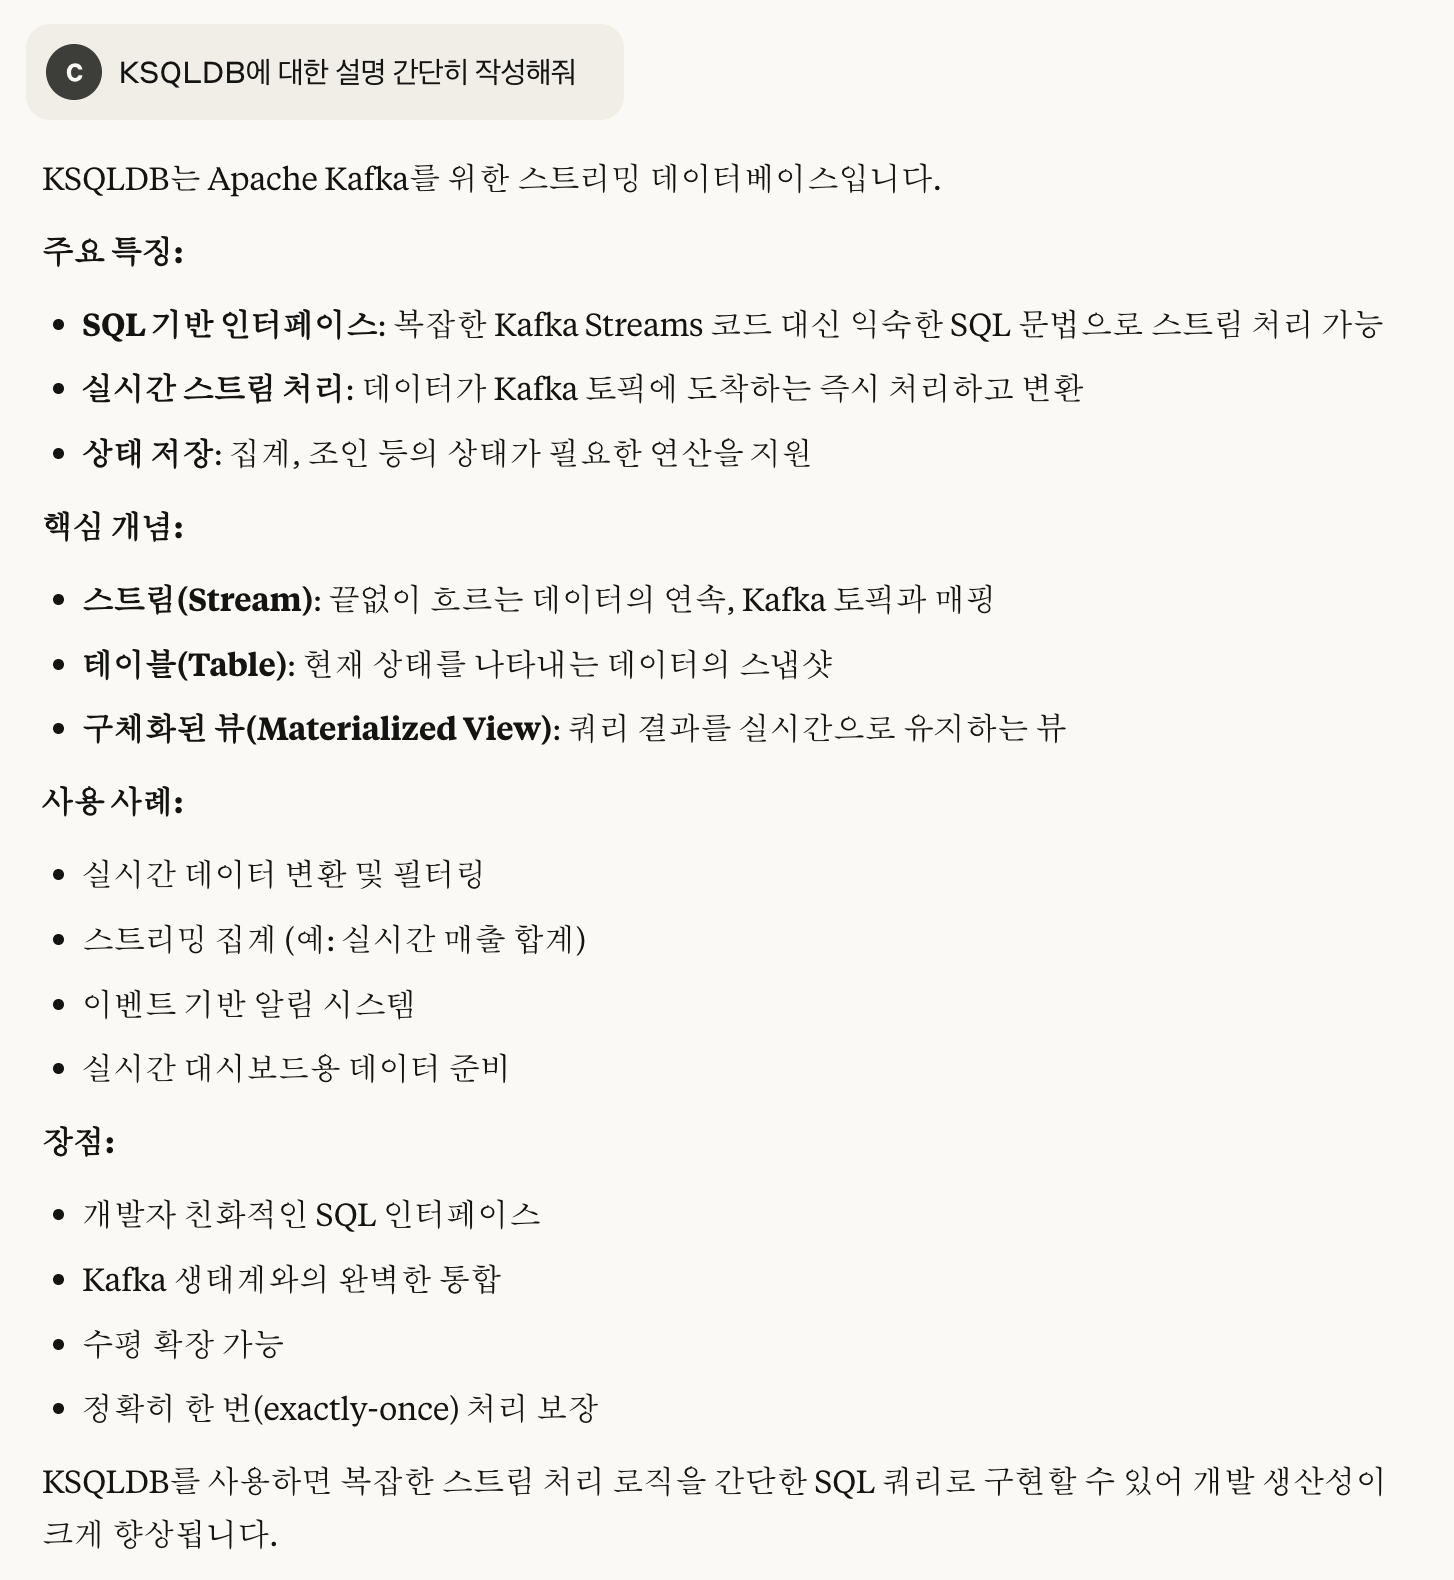 C
KSQLDB에 대한 설명 간단히 작성해줘
KSQLDB는 Apache Kafka를 위한 스트리밍 데이터베이스입니다.
주요 특징:
• SQL 기반 인터페이스: 복잡한 Kafka Streams 코드 대신 익숙한 SQL 문법으로 스트림 처리 가능
• 실시간 스트림 처리: 데이터가 Kafka 토픽에 도착하는 즉시 처리하고 변환
• 상태 저장: 집계, 조인 등의 상태가 필요한 연산을 지원
핵심 개념:
• 스트림(Stream): 끝없이 흐르는 데이터의 연속, Kafka 토픽과 매핑
• 테이블(Table): 현재 상태를 나타내는 데이터의 스냅샷
• 구체화된 뷰(Materialized View): 쿼리 결과를 실시간으로 유지하는 뷰
사용 사례:
• 실시간 데이터 변환 및 필터링
• 스트리밍 집계 (예: 실시간 매출 합계)
• 이벤트 기반 알림 시스템
• 실시간 대시보드용 데이터 준비
장점:
• 개발자 친화적인 SQL 인터페이스
• Kafka 생태계와의 완벽한 통합
• 수평 확장 가능
• 정확히 한 번(exactly-once) 처리 보장
KSQLDB를 사용하면 복잡한 스트림 처리 로직을 간단한 SQL 쿼리로 구현할 수 있어 개발 생산성이
크게 향상됩니다.